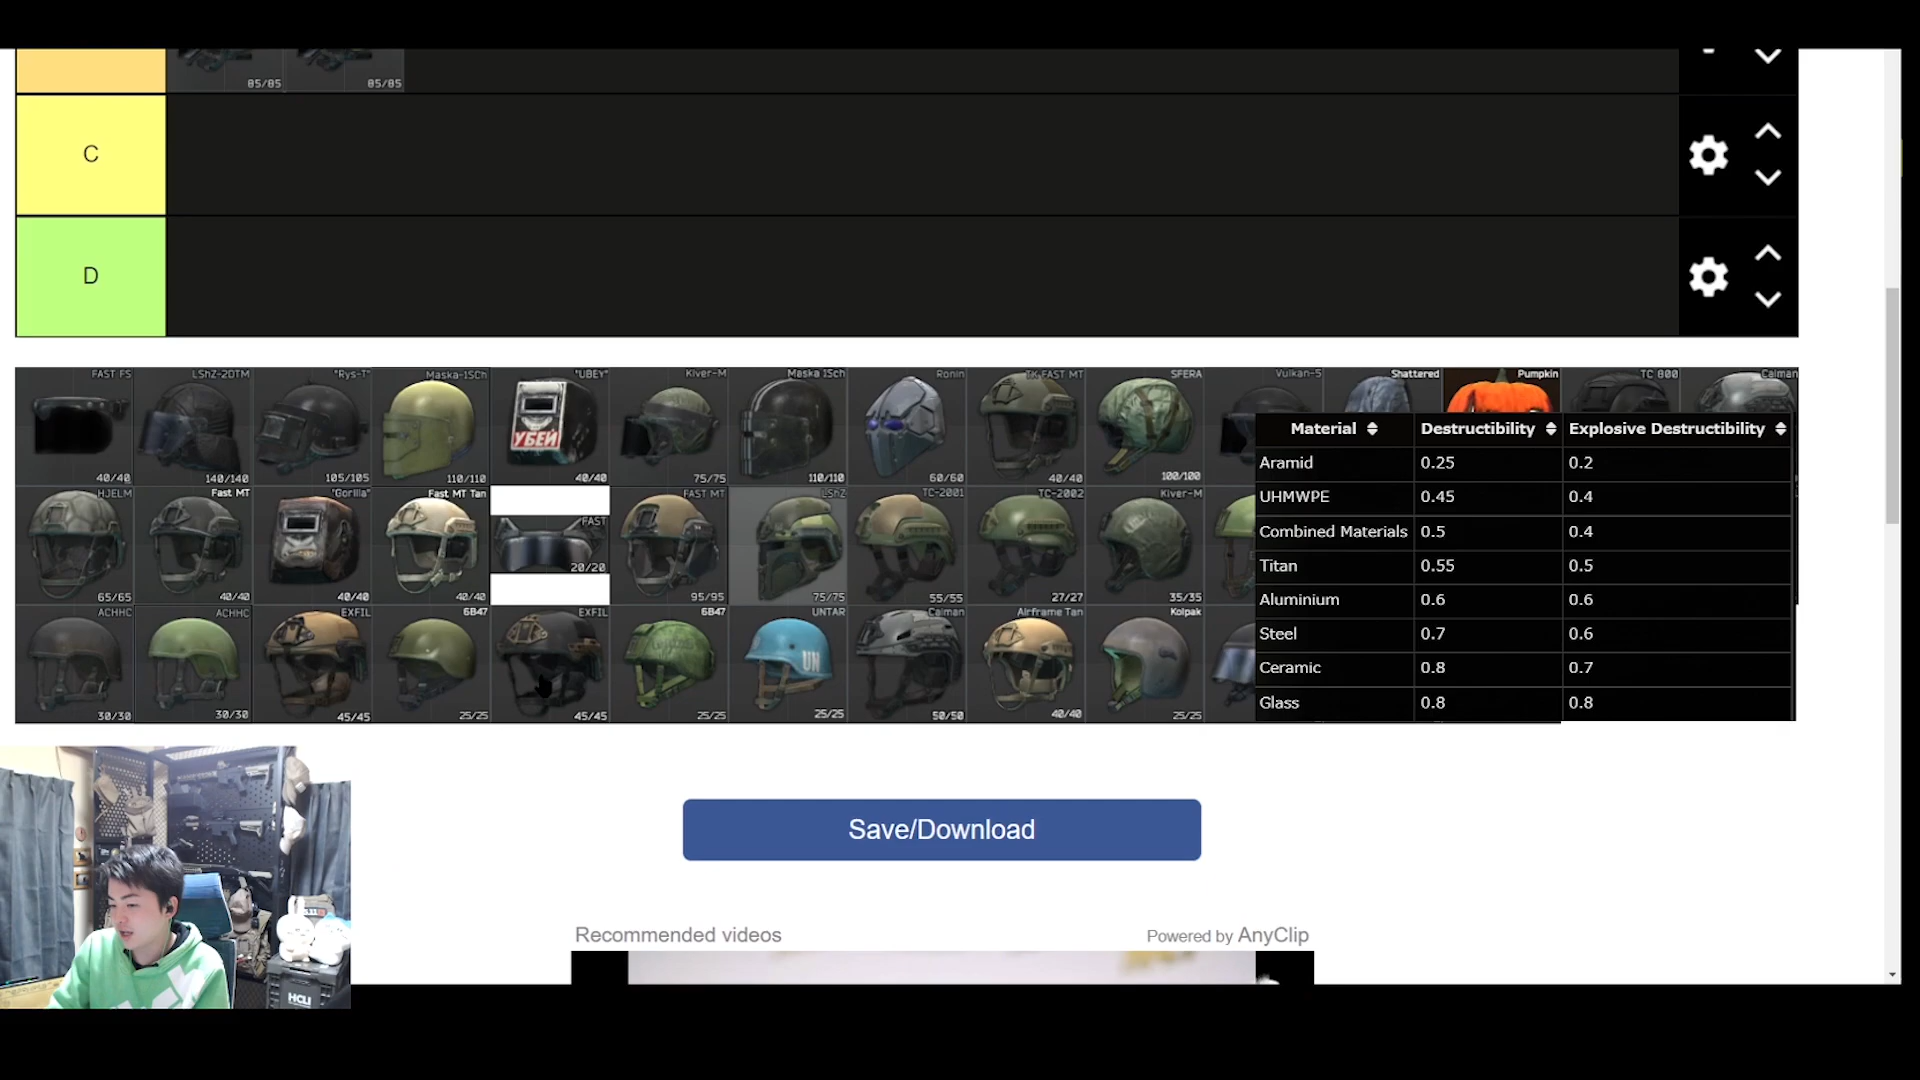 85/85 85/85
C
D
FAST FS LShZ-2DTM "Rys-T" Maska-1SCh "UBEY" Kiver-M Maska 1Sch Ronin TK FAST MT SFERA Vulkan-5 Shattered Pumpkin TC 800 Caiman
УБЕЙ
40/40 140/140 105/105 110/110 40/40 75/75 110/110 60/60 40/40 100/100
HJELM Fast MT "Gorilla" Fast MT Tan FAST FAST MT LShZ TC-2001 TC-2002 Kiver-M
65/65 40/40 40/40 40/40 20/20 95/95 75/75 55/55 27/27 35/35
ACHHC ACHHC EXFIL 6B47 EXFIL 6B47 UNTAR Caiman Airframe Tan Kolpak
UN
30/30 30/30 45/45 25/25 45/45 25/25 25/25 50/50 40/40 25/25
Material Destructibility Explosive Destructibility
Aramid 0.25 0.2
UHMWPE 0.45 0.4
Combined Materials 0.5 0.4
Titan 0.55 0.5
Aluminium 0.6 0.6
Steel 0.7 0.6
Ceramic 0.8 0.7
Glass 0.8 0.8
Save/Download
Recommended videos
Powered by AnyClip